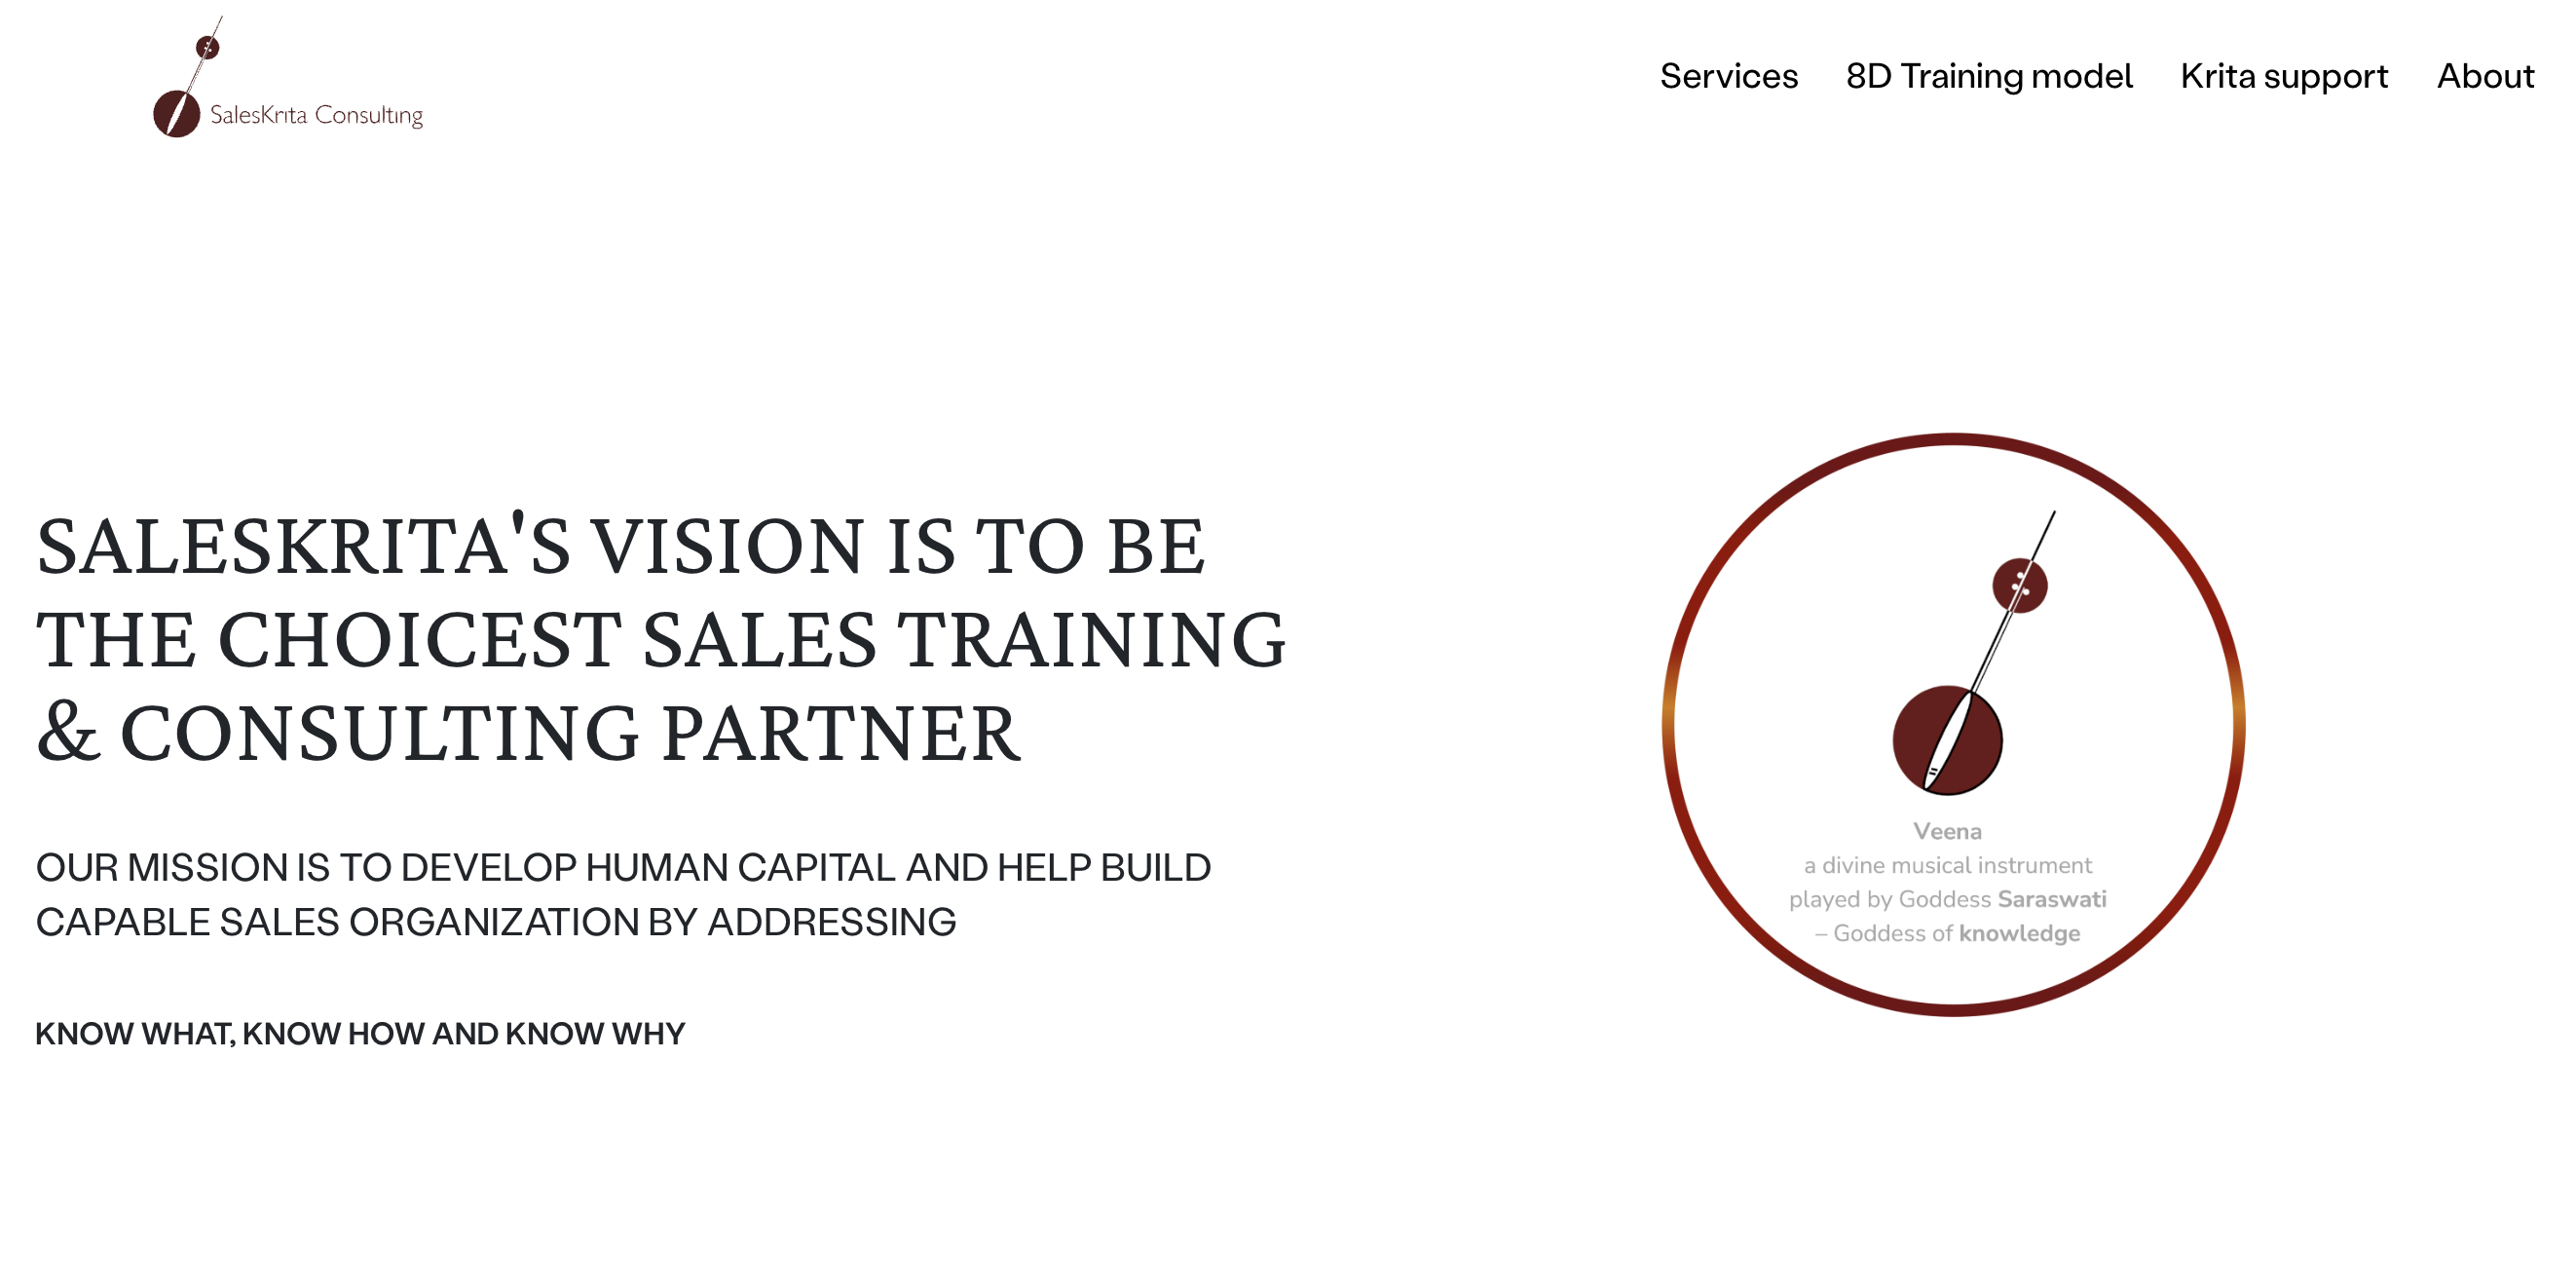 SalesKrita Consulting
Services 8D Training model Krita support About
SALESKRITA'S VISION IS TO BE
THE CHOICEST SALES TRAINING
& CONSULTING PARTNER
OUR MISSION IS TO DEVELOP HUMAN CAPITAL AND HELP BUILD
CAPABLE SALES ORGANIZATION BY ADDRESSING
KNOW WHAT, KNOW HOW AND KNOW WHY
Veena
a divine musical instrument
played by Goddess Saraswati
– Goddess of knowledge